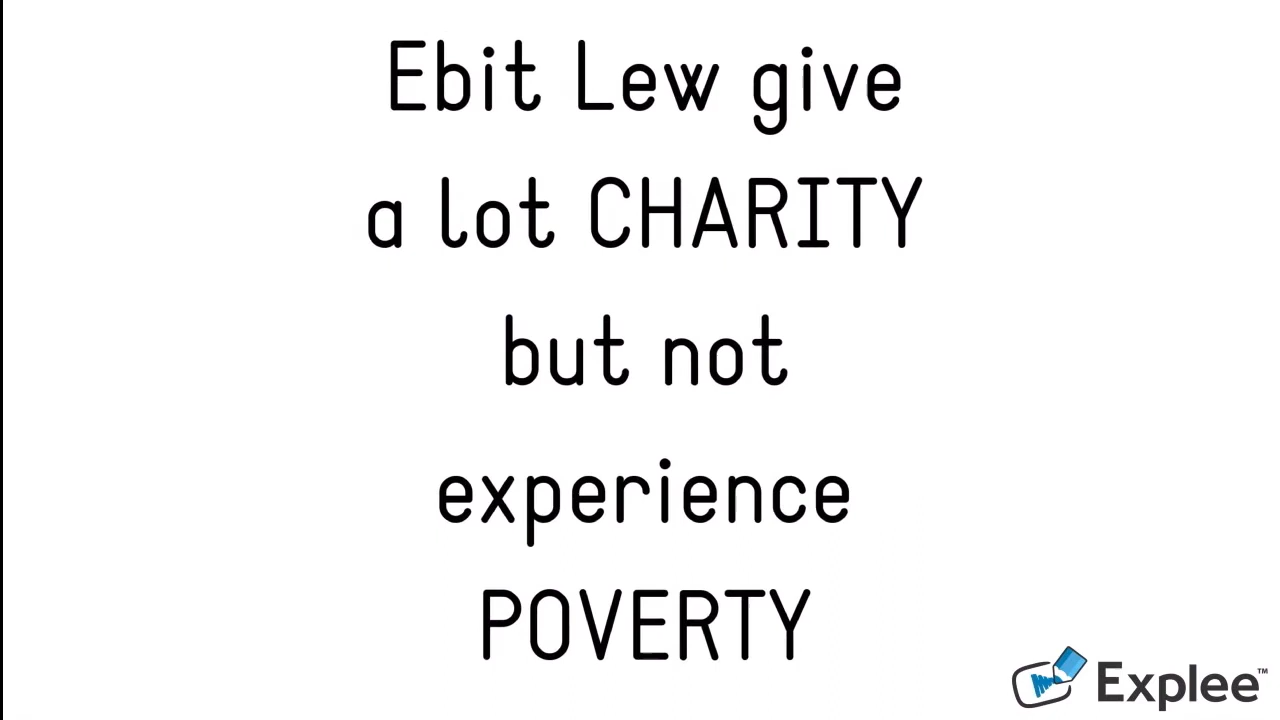 Ebit Lew give
a lot CHARITY
but not
experience
POVERTY
Explee™